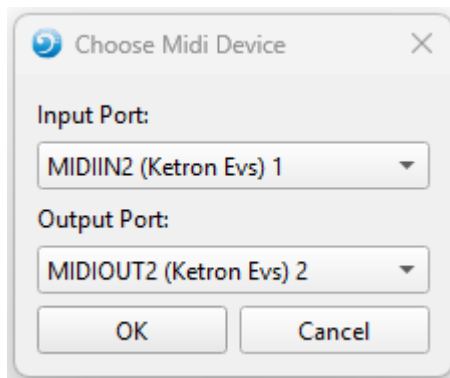 Choose Midi Device
Input Port:
MIDIIN2 (Ketron Evs) 1
Output Port:
MIDIOUT2 (Ketron Evs) 2
OK Cancel